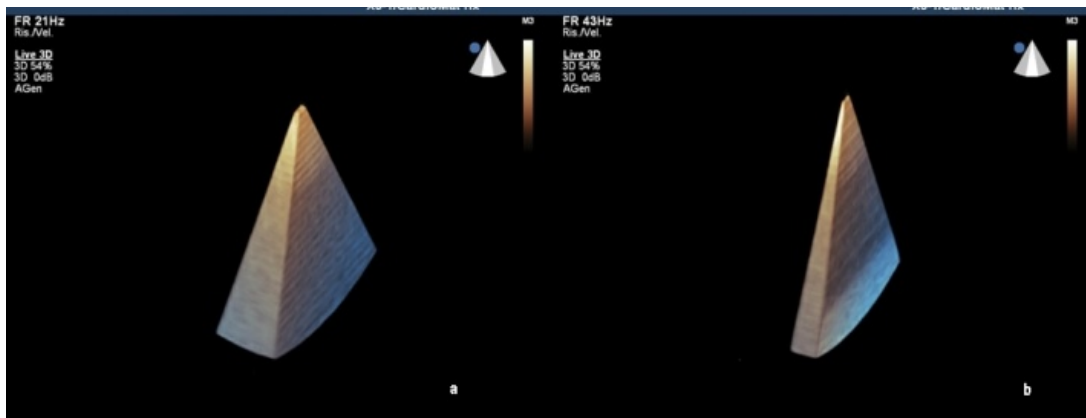 FR 21Hz
Ris./Vel.
Live 3D
3D 54%
3D 0dB
AGen
M3
a
FR 43Hz
Ris./Vel.
Live 3D
3D 54%
3D 0dB
AGen
M3
b